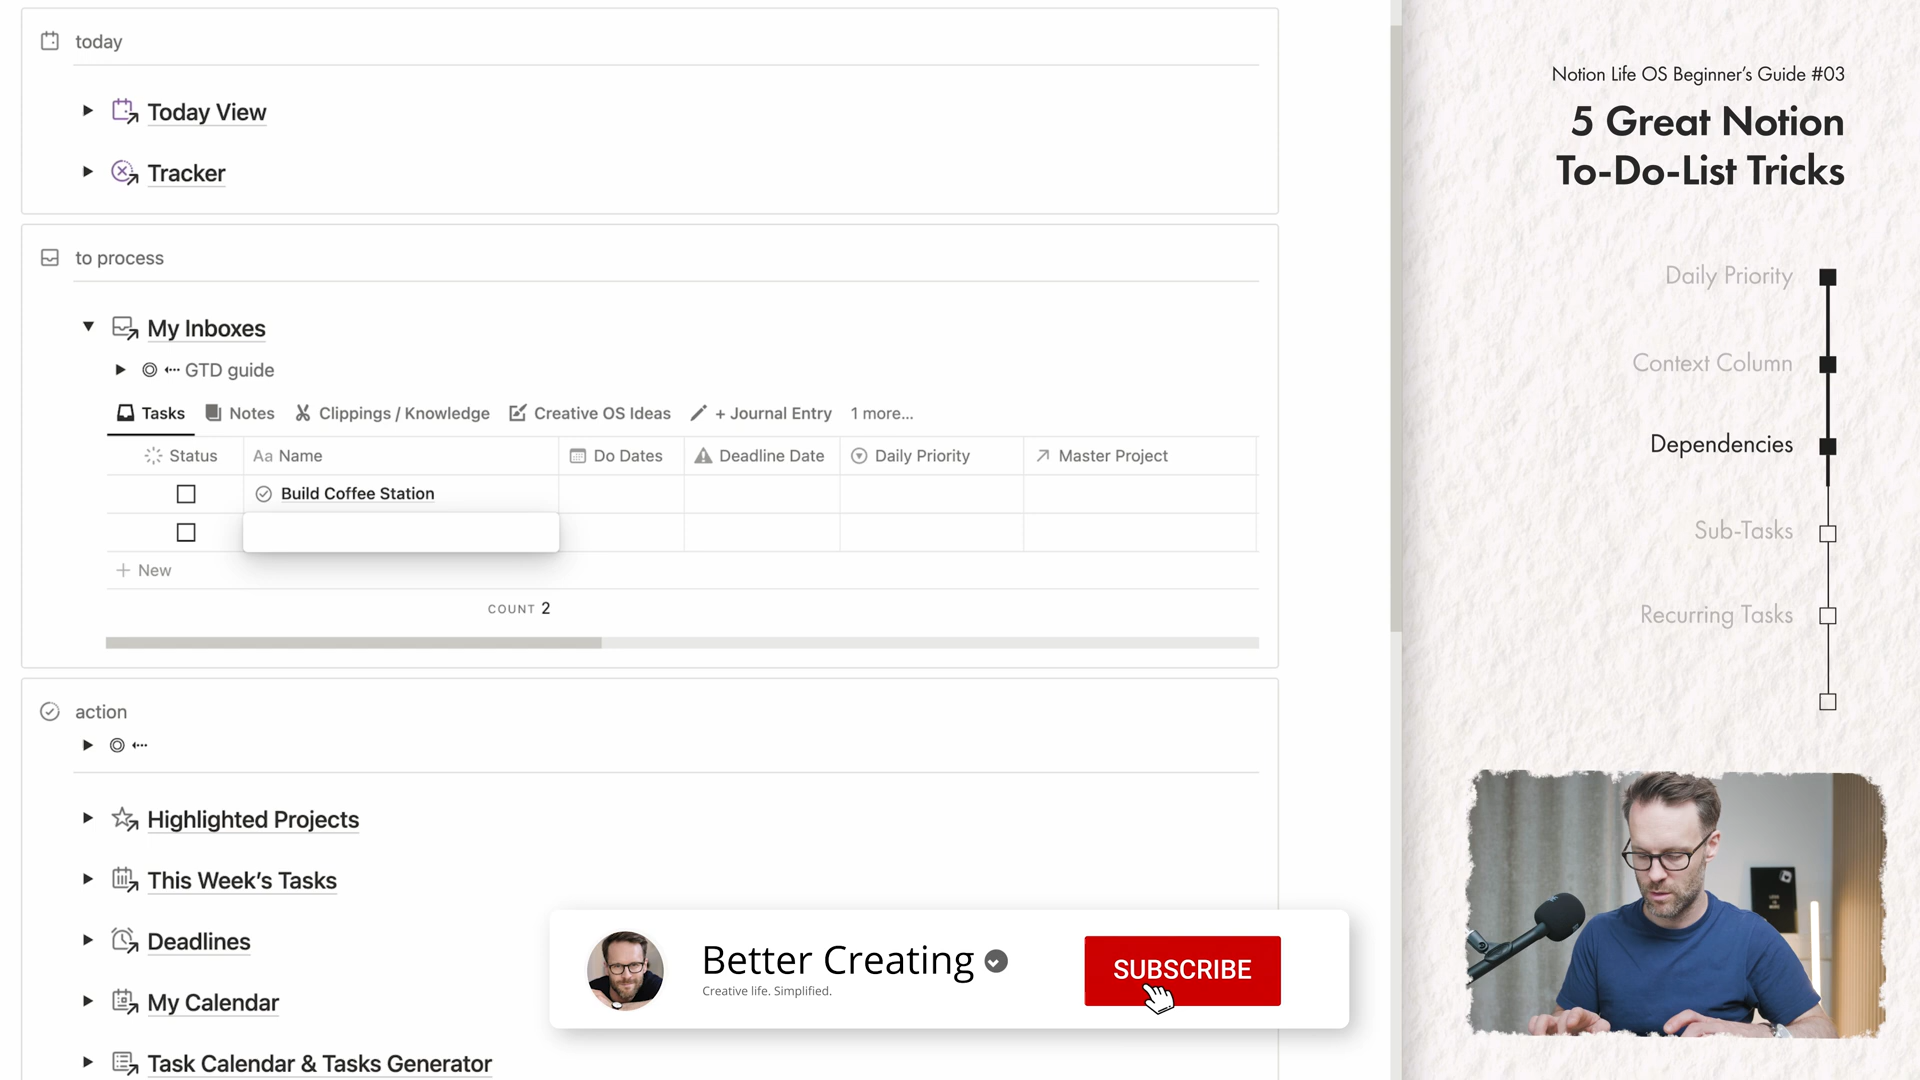 today
Today View
Tracker
to process
My Inboxes
GTD guide
Tasks Notes Clippings / Knowledge Creative OS Ideas + Journal Entry 1 more...
Status Aa Name Do Dates Deadline Date Daily Priority Master Project
Build Coffee Station
+ New
COUNT 2
action
Highlighted Projects
This Week's Tasks
Deadlines
My Calendar
Task Calendar & Tasks Generator
Better Creating
Creative life. Simplified.
SUBSCRIBE
Notion Life OS Beginner's Guide #03
5 Great Notion
To-Do-List Tricks
Daily Priority
Context Column
Dependencies
Sub-Tasks
Recurring Tasks